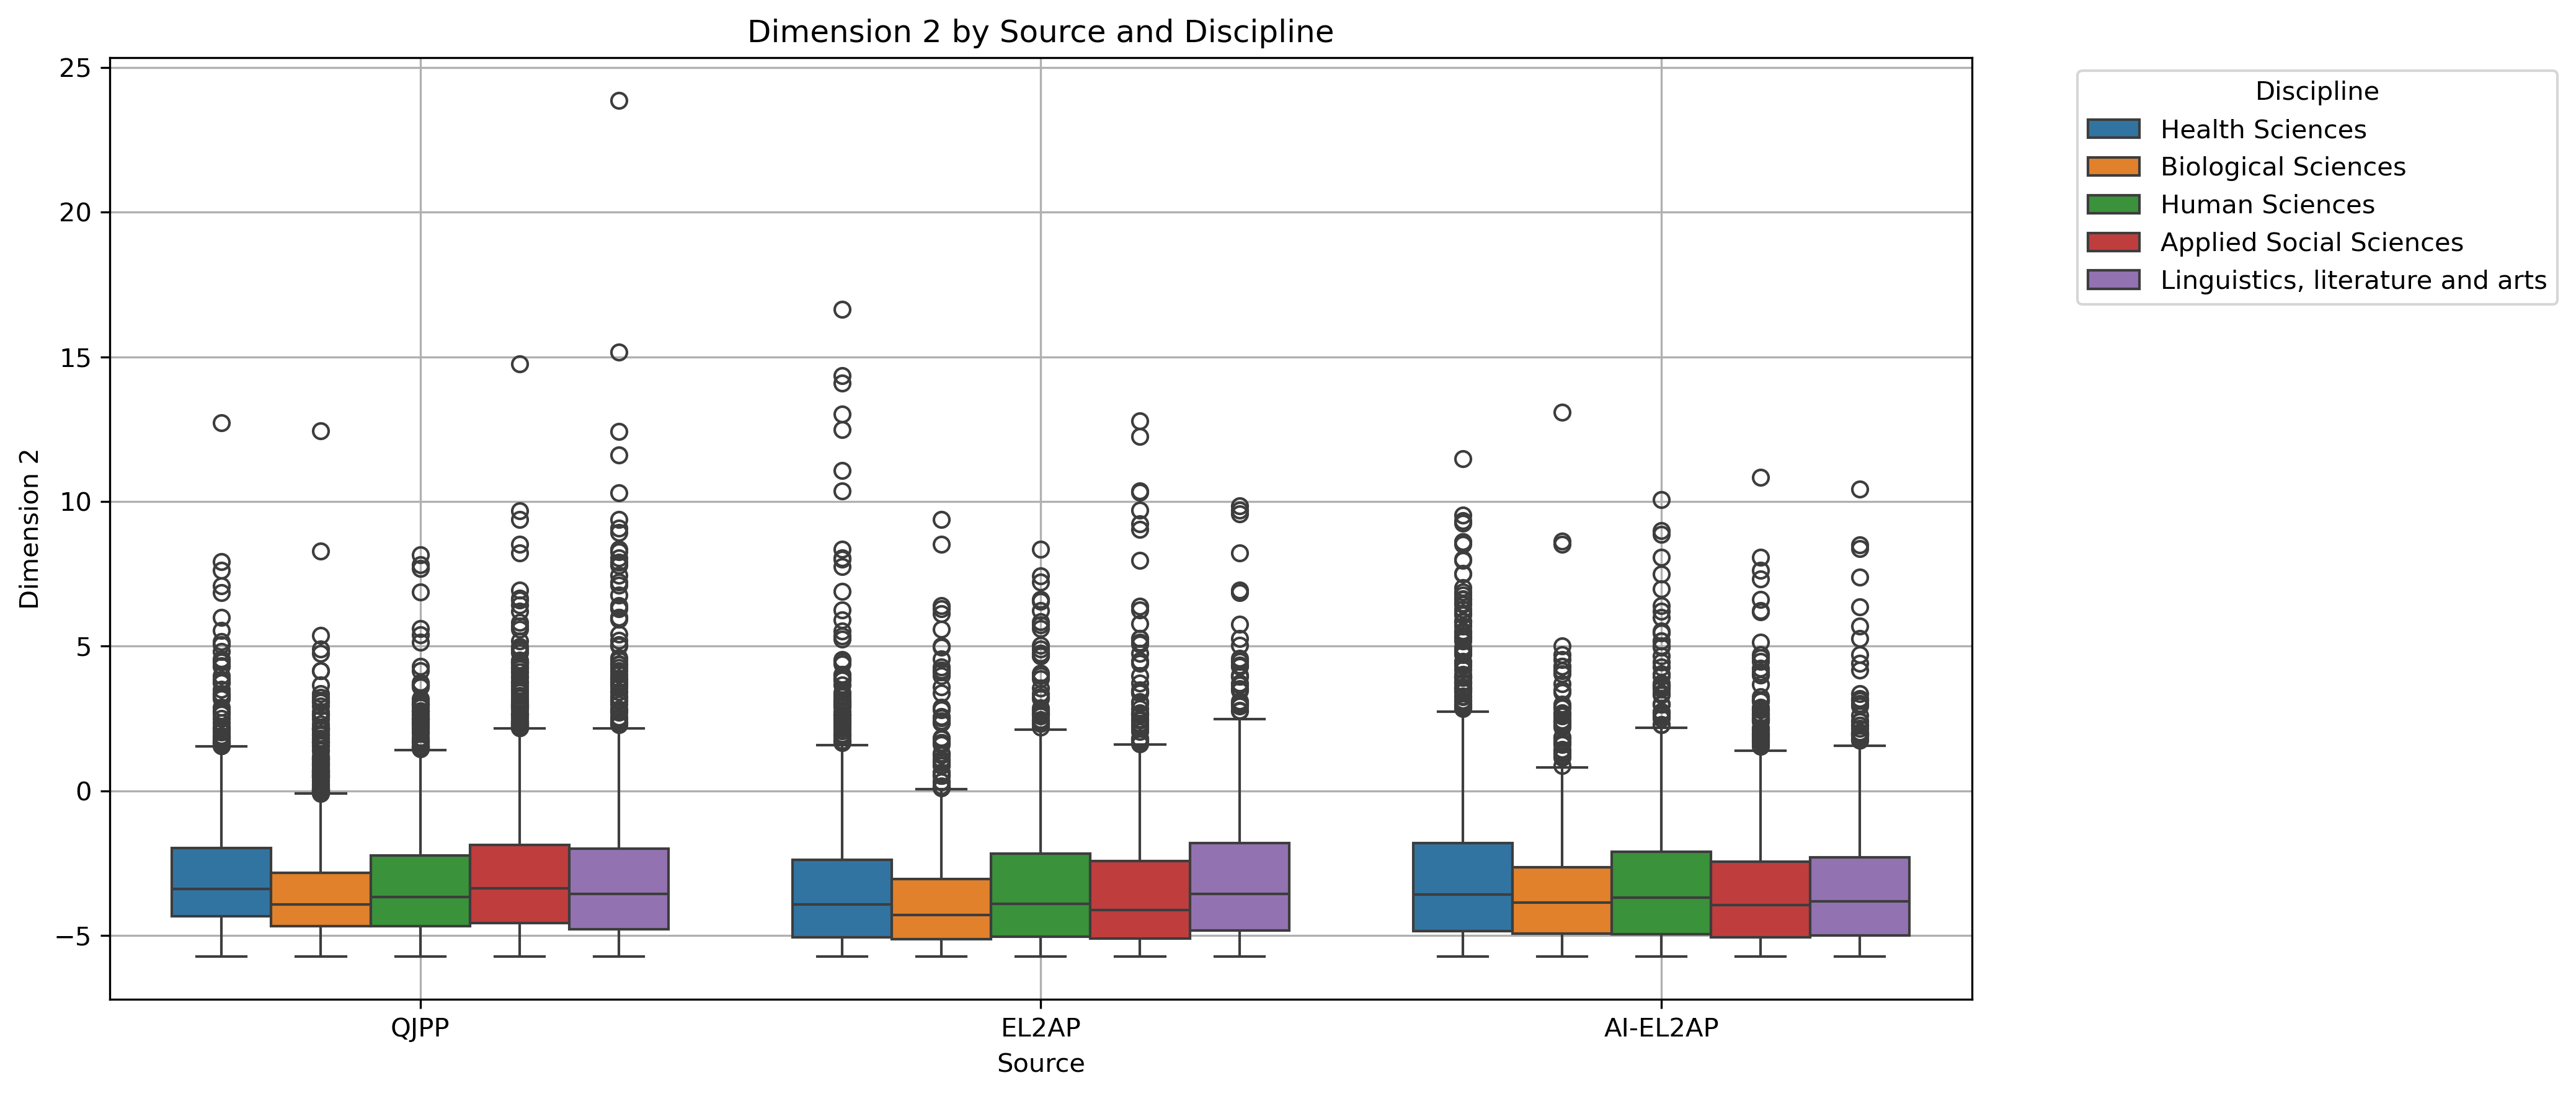 Dimension 2 by Source and Discipline
Discipline
Health Sciences
Biological Sciences
Human Sciences
Applied Social Sciences
Linguistics, literature and arts
Dimension 2
25
20
15
10
5
0
−5
QJPP
EL2AP
AI-EL2AP
Source